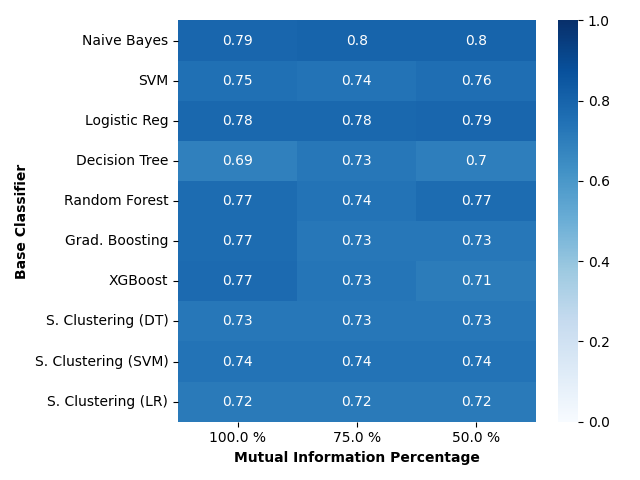 Naive Bayes 0.79 0.8 0.8 1.0
SVM 0.75 0.74 0.76
Logistic Reg 0.78 0.78 0.79 0.8
Decision Tree 0.69 0.73 0.7
Random Forest 0.77 0.74 0.77 0.6
Grad. Boosting 0.77 0.73 0.73
XGBoost 0.77 0.73 0.71 0.4
S. Clustering (DT) 0.73 0.73 0.73
S. Clustering (SVM) 0.74 0.74 0.74 0.2
S. Clustering (LR) 0.72 0.72 0.72 0.0
100.0 % 75.0 % 50.0 %
Mutual Information Percentage
Base Classifier